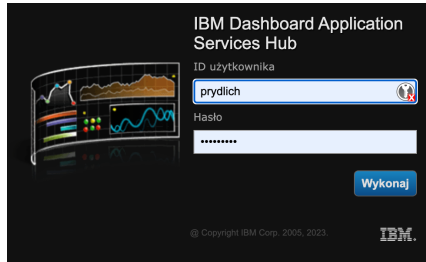 IBM Dashboard Application
Services Hub
ID użytkownika
prydlich
Hasło
•••••••••
Wykonaj
@ Copyright IBM Corp. 2005, 2023.
IBM.